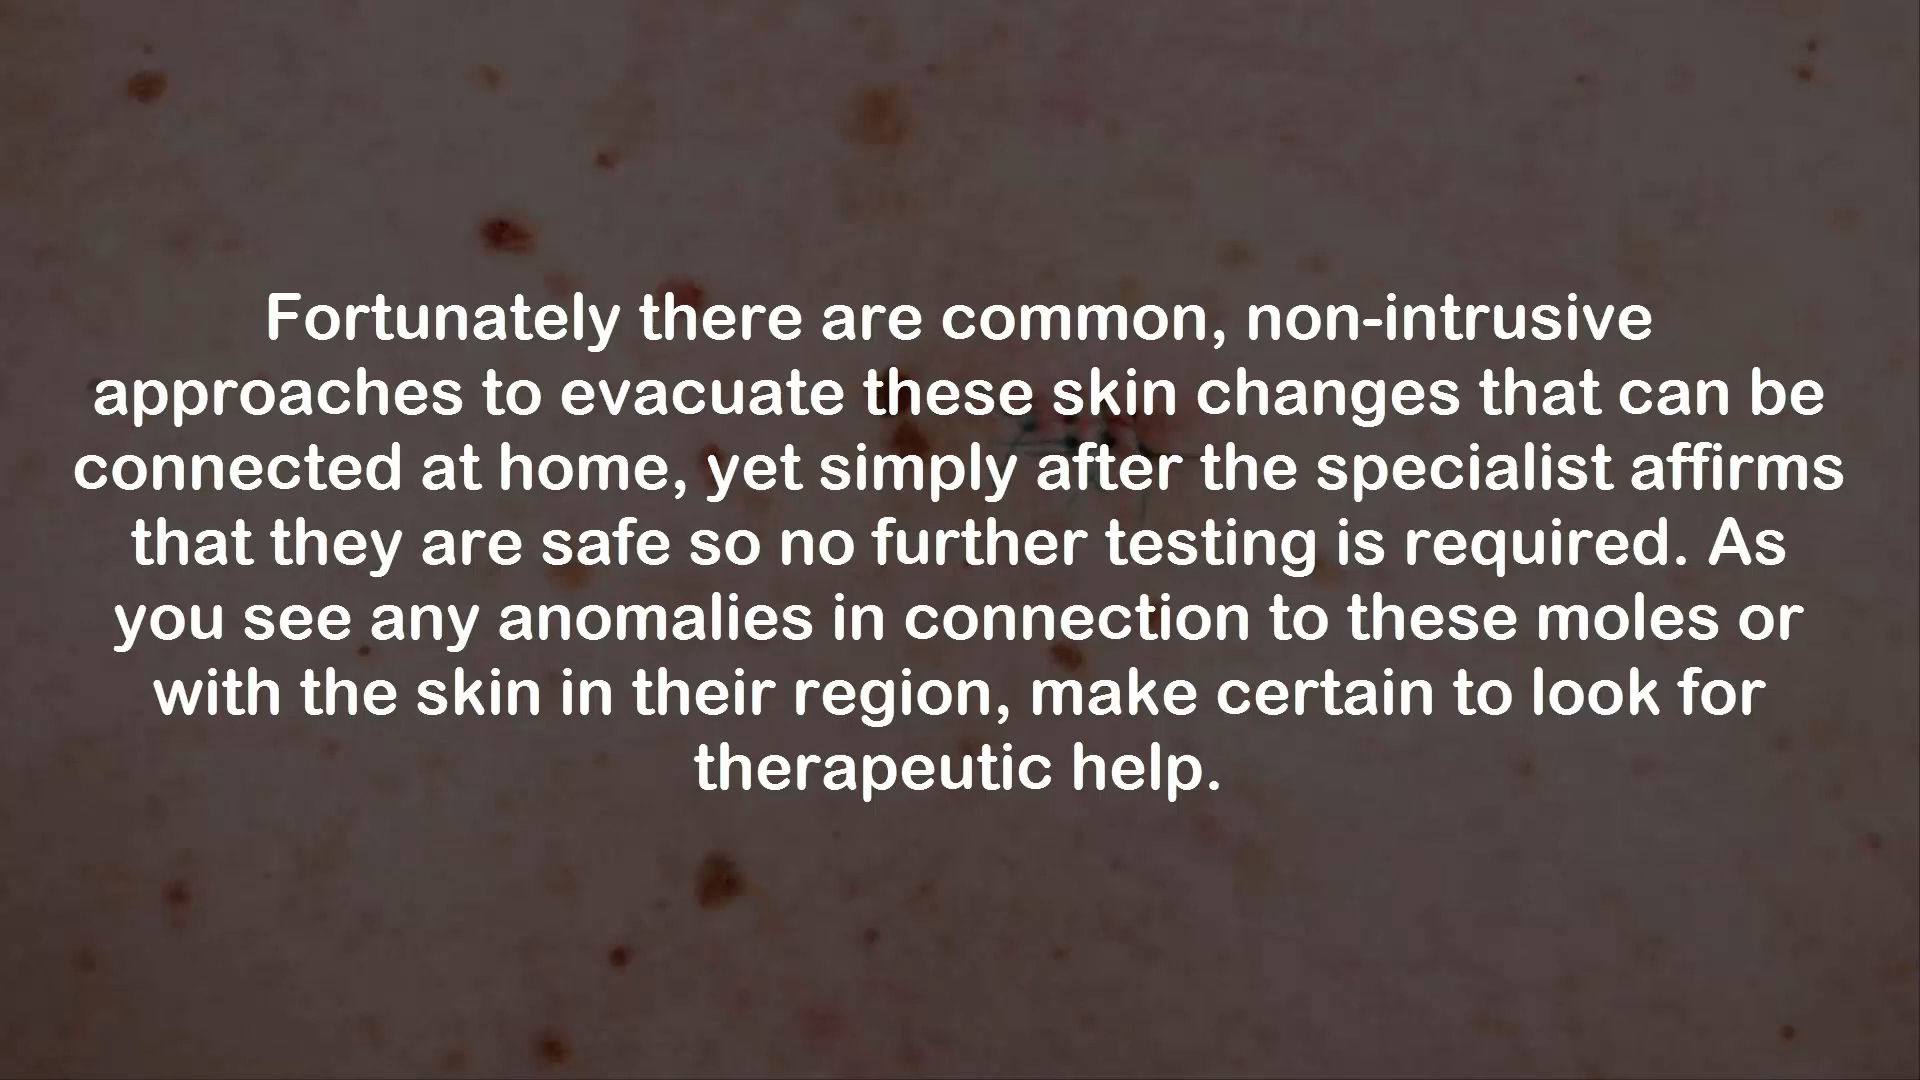 Fortunately there are common, non-intrusive
approaches to evacuate these skin changes that can be
connected at home, yet simply after the specialist affirms
that they are safe so no further testing is required. As
you see any anomalies in connection to these moles or
with the skin in their region, make certain to look for
therapeutic help.